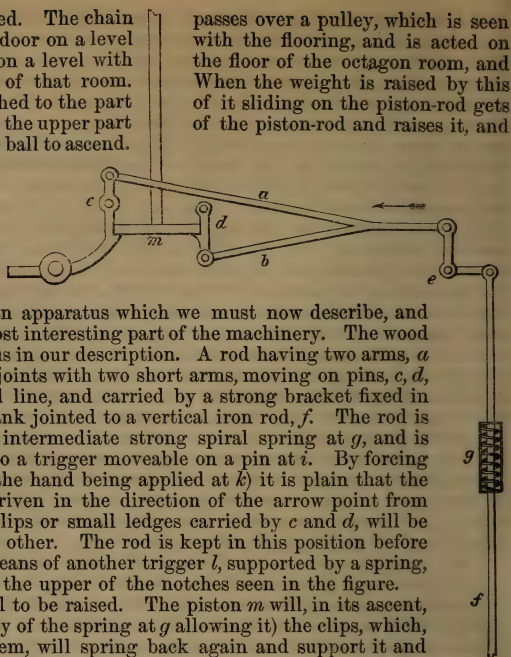 ed. The chain
door on a level
on a level with
of that room.
hed to the part
the upper part
ball to ascend.
passes over a pulley, which is seen
with the flooring, and is acted on
the floor of the octagon room, and
When the weight is raised by this
of it sliding on the piston-rod gets
of the piston-rod and raises it, and
a
c
d
m
b
e
n apparatus which we must now describe, and
ost interesting part of the machinery. The wood
us in our description. A rod having two arms, a
joints with two short arms, moving on pins, c, d,
l line, and carried by a strong bracket fixed in
ank jointed to a vertical iron rod, f. The rod is
intermediate strong spiral spring at g, and is
o a trigger moveable on a pin at i. By forcing
the hand being applied at k) it is plain that the
riven in the direction of the arrow point from
lips or small ledges carried by c and d, will be
other. The rod is kept in this position before
eans of another trigger l, supported by a spring,
the upper of the notches seen in the figure.
l to be raised. The piston m will, in its ascent,
y of the spring at g allowing it) the clips, which,
em, will spring back again and support it and
g
f